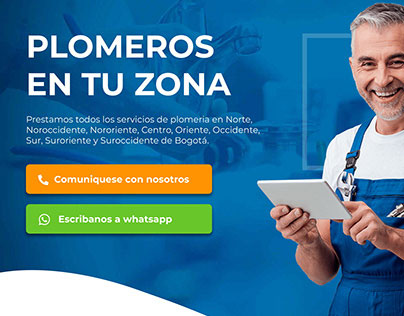 PLOMEROS
EN TU ZONA
Prestamos todos los servicios de plomeria en Norte,
Noroccidente, Nororiente, Centro, Oriente, Occidente,
Sur, Suroriente y Suroccidente de Bogotá.
Comuniquese con nosotros
Escribanos a whatsapp